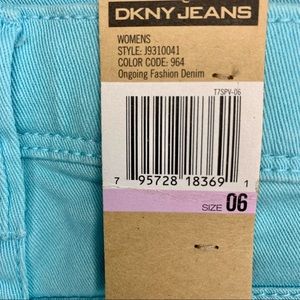 DKNY JEANS
WOMENS
STYLE: J9310041
COLOR CODE: 964
Ongoing Fashion Denim
T7SPV-06
7 95728 18369 1
SIZE 06